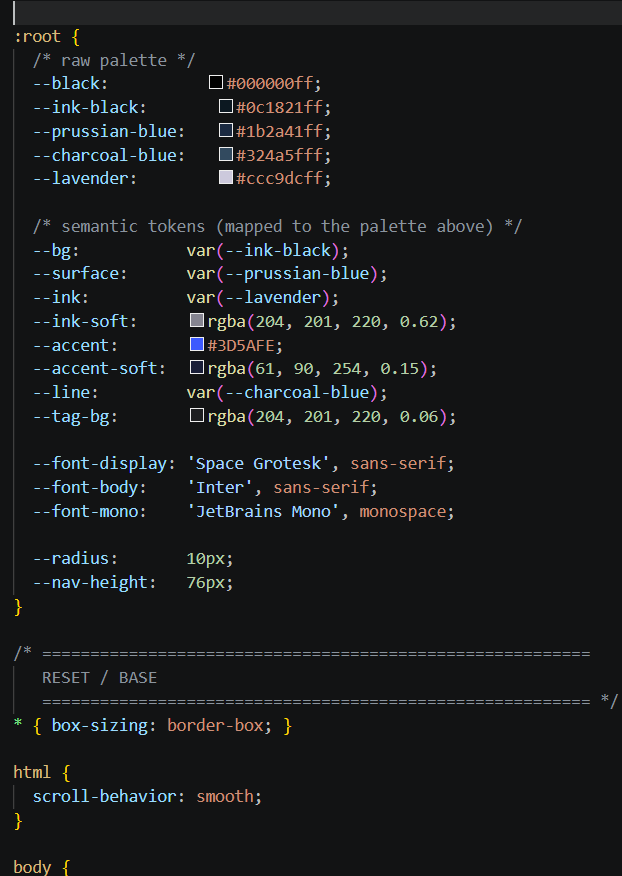 :root {
  /* raw palette */
  --black:          #000000ff;
  --ink-black:       #0c1821ff;
  --prussian-blue:   #1b2a41ff;
  --charcoal-blue:   #324a5fff;
  --lavender:        #ccc9dcff;
  /* semantic tokens (mapped to the palette above) */
  --bg:           var(--ink-black);
  --surface:      var(--prussian-blue);
  --ink:          var(--lavender);
  --ink-soft:     rgba(204, 201, 220, 0.62);
  --accent:       #3D5AFE;
  --accent-soft:  rgba(61, 90, 254, 0.15);
  --line:         var(--charcoal-blue);
  --tag-bg:       rgba(204, 201, 220, 0.06);
  --font-display: 'Space Grotesk', sans-serif;
  --font-body:    'Inter', sans-serif;
  --font-mono:    'JetBrains Mono', monospace;
  --radius:       10px;
  --nav-height:   76px;
}
/* =========================================================
   RESET / BASE
   ========================================================= */
* { box-sizing: border-box; }
html {
  scroll-behavior: smooth;
}
body {